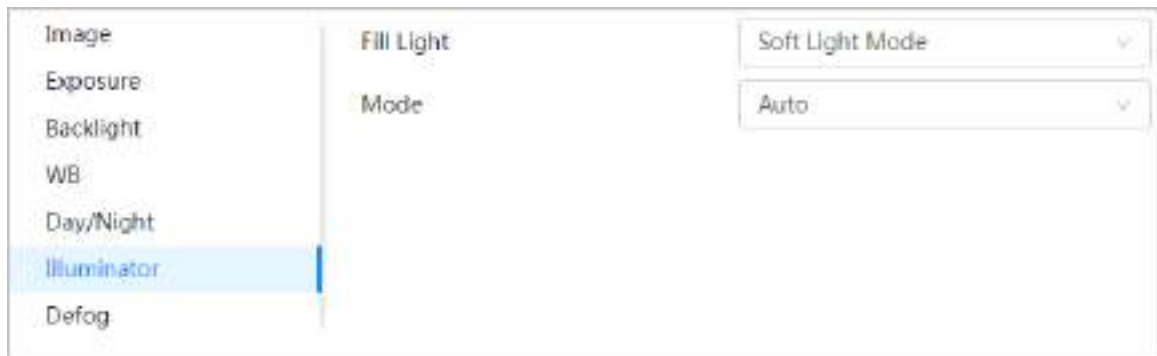 Image
Exposure
Backlight
WB
Day/Night
Illuminator
Defog
Fill Light
Soft Light Mode
Mode
Auto